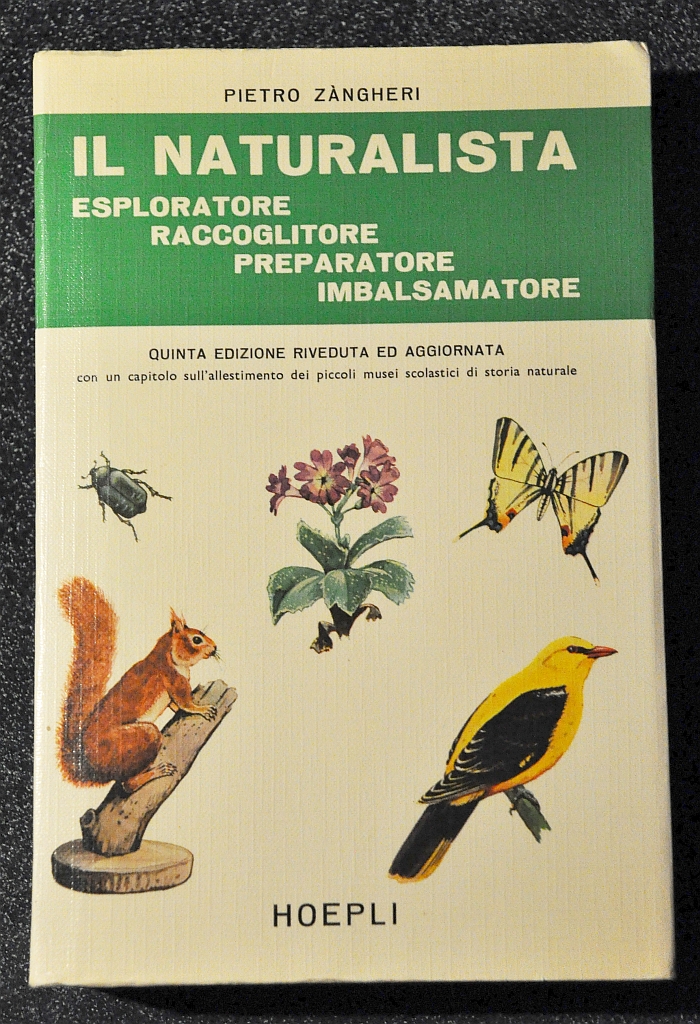 PIETRO ZÀNGHERI
IL NATURALISTA
ESPLORATORE
RACCOGLITORE
PREPARATORE
IMBALSAMATORE
QUINTA EDIZIONE RIVEDUTA ED AGGIORNATA
con un capitolo sull'allestimento dei piccoli musei scolastici di storia naturale
HOEPLI